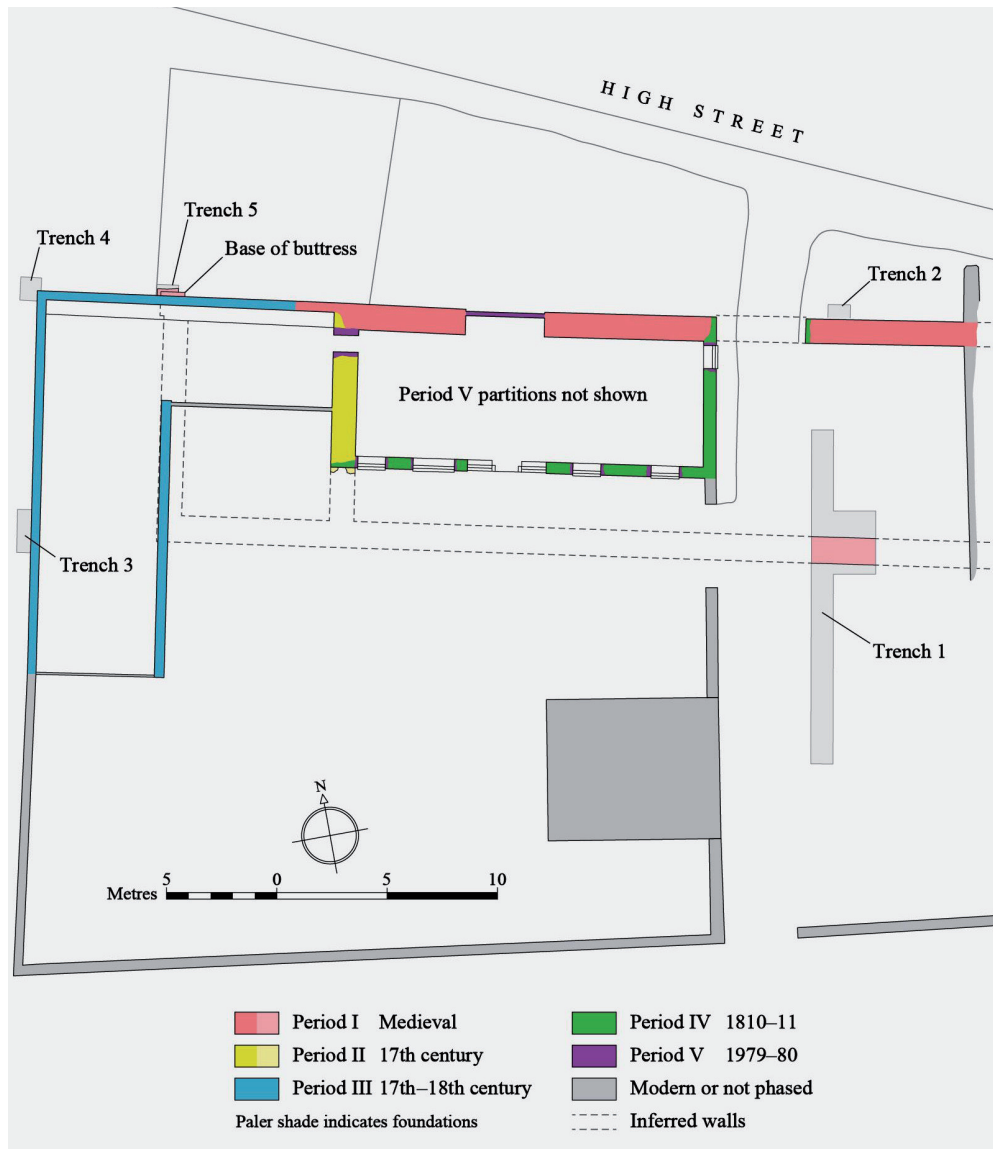 HIGH STREET
Trench 5
Trench 4
Base of buttress
Trench 2
Period V partitions not shown
Trench 3
Trench 1
N
Metres 5 0 5 10
Period I Medieval
Period II 17th century
Period III 17th–18th century
Paler shade indicates foundations
Period IV 1810–11
Period V 1979–80
Modern or not phased
Inferred walls